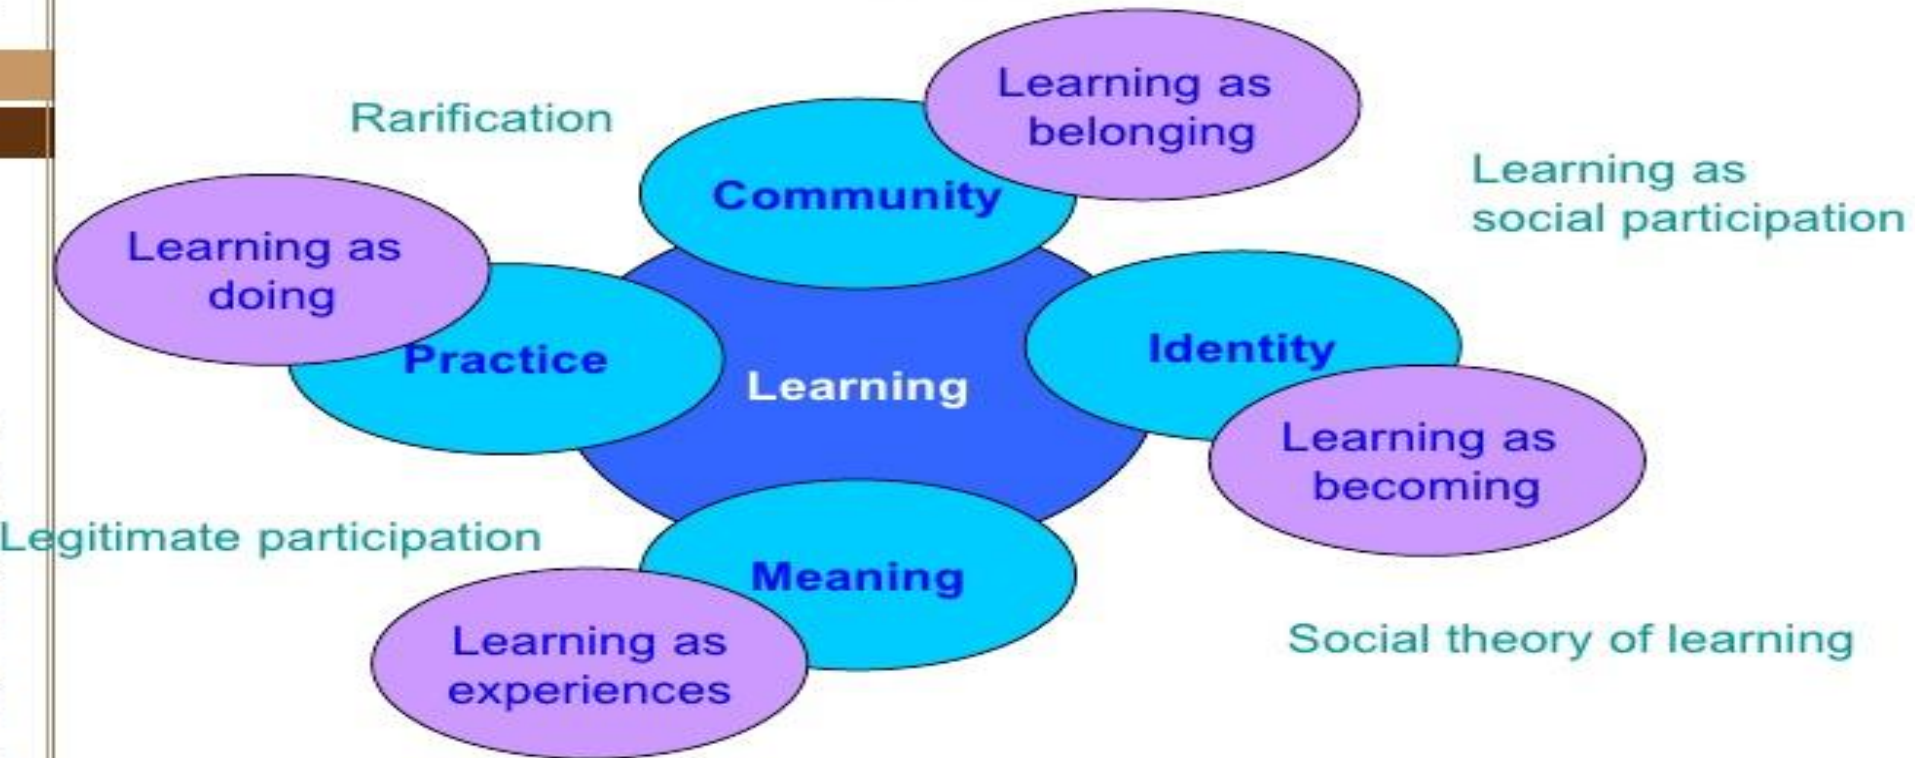 Learning as
belonging
Rarification
Community
Learning as
social participation
Learning as
doing
Practice
Identity
Learning
Learning as
becoming
Legitimate participation
Meaning
Learning as
experiences
Social theory of learning